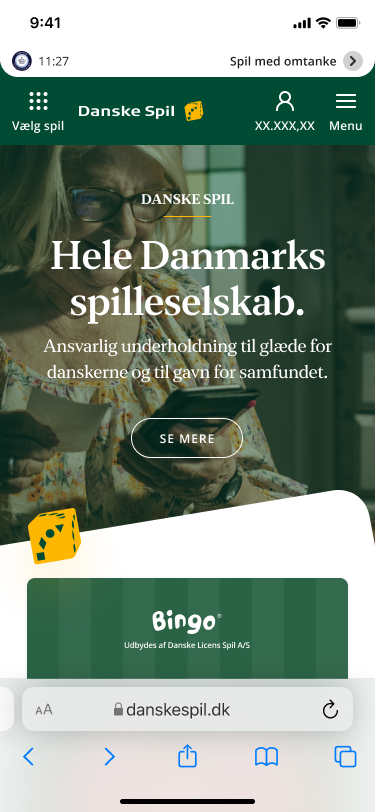 9:41
11:27
Spil med omtanke
Vælg spil
Danske Spil
XX.XXX,XX
Menu
DANSKE SPIL
Hele Danmarks
spilleselskab.
Ansvarlig underholdning til glæde for
danskerne og til gavn for samfundet.
SE MERE
Bingo®
Udbydes af Danske Licens Spil A/S
AA
danskespil.dk